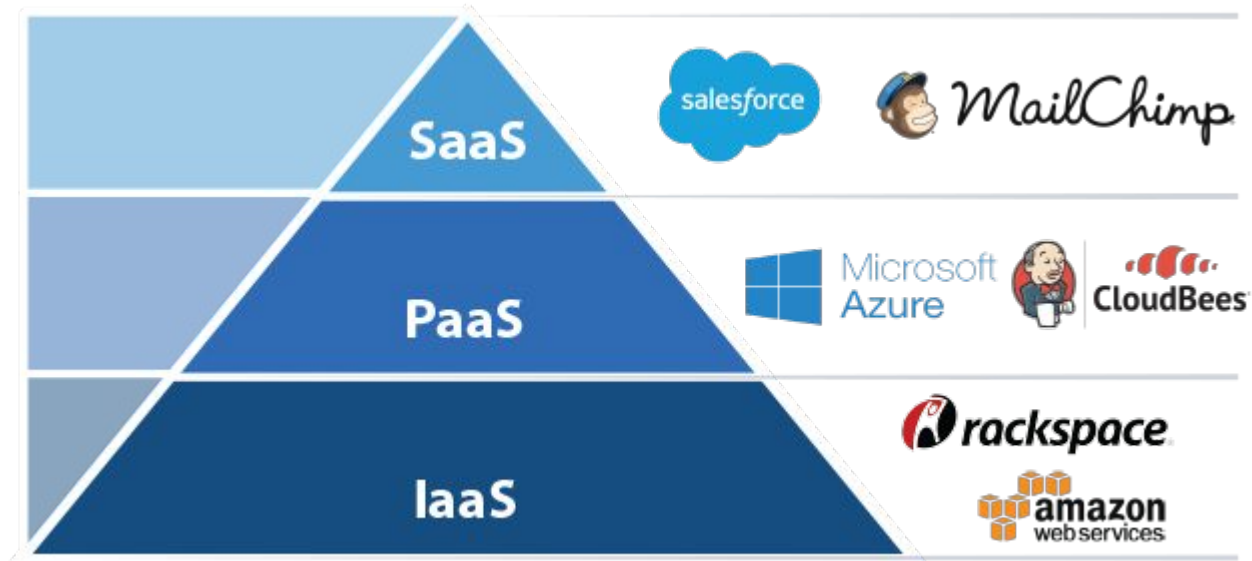 SaaS
salesforce
MailChimp
PaaS
Microsoft
Azure
CloudBees
IaaS
rackspace
amazon
web services